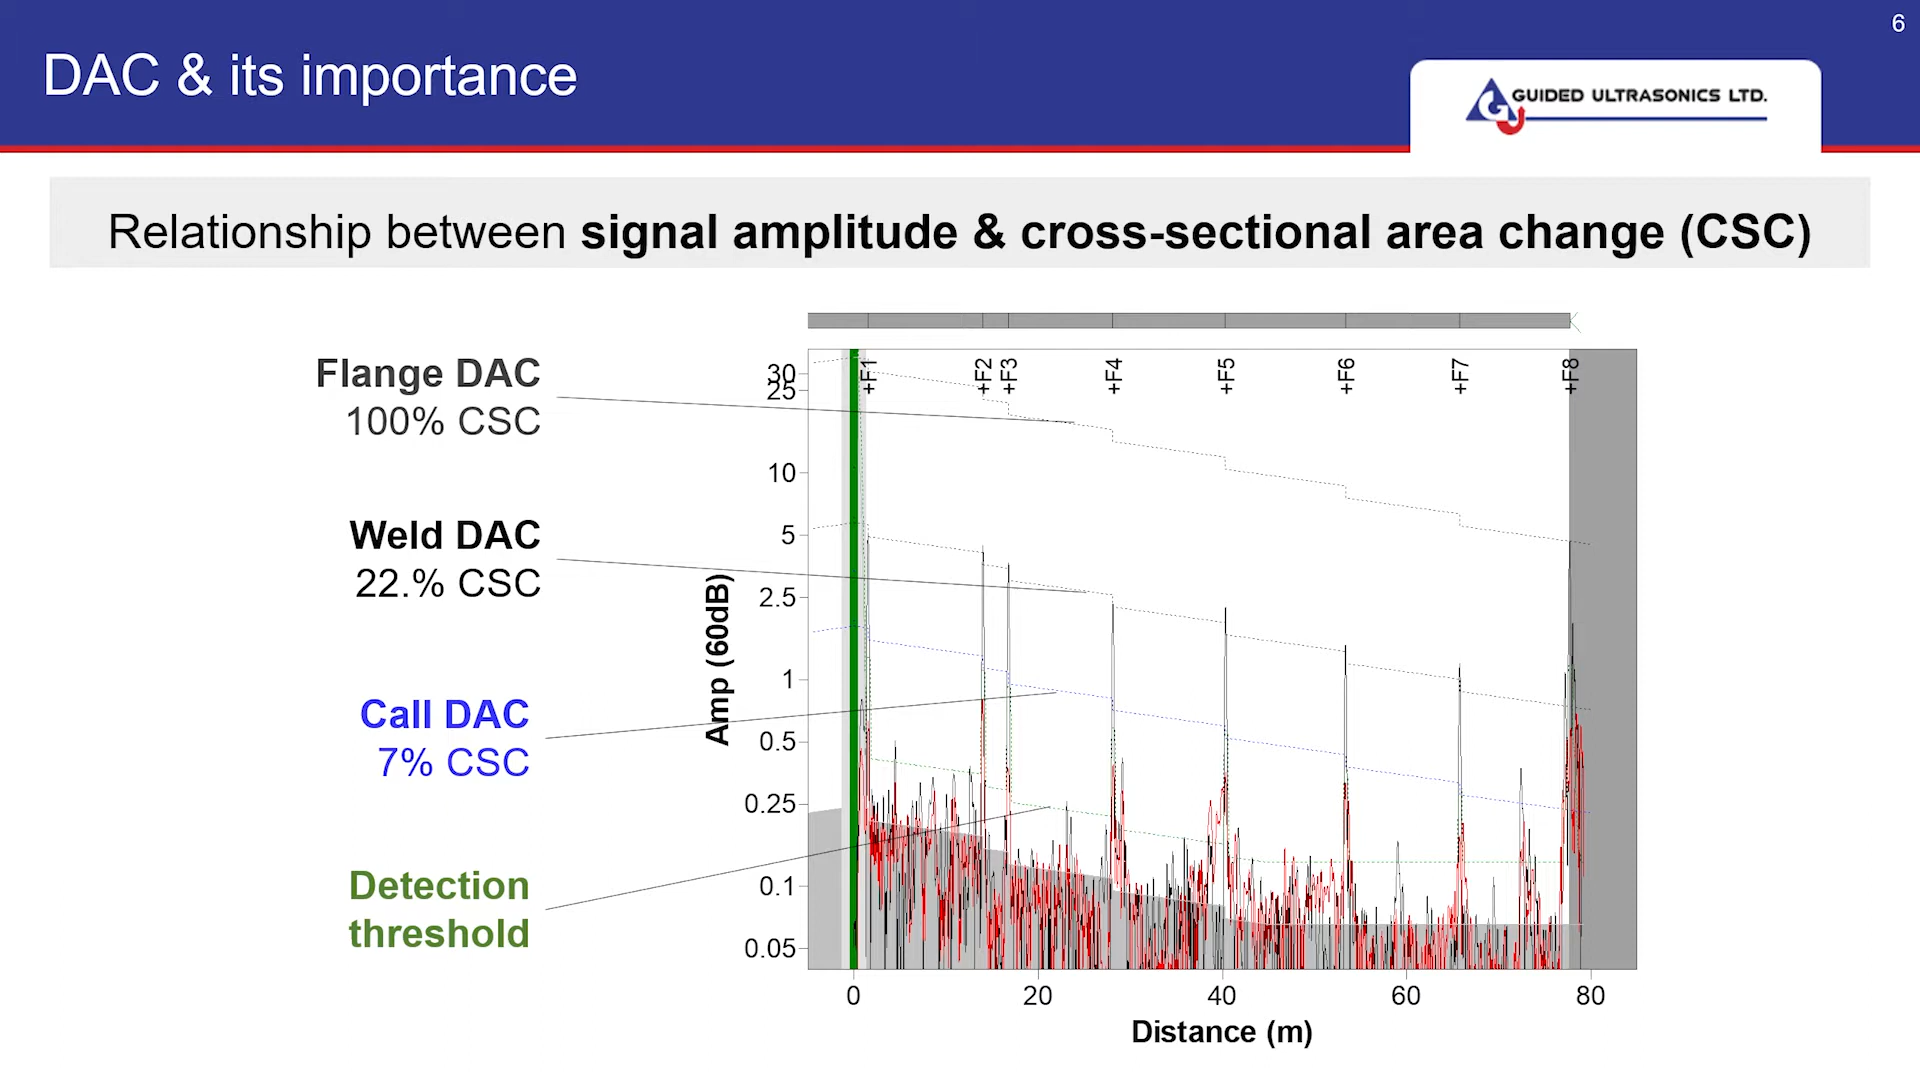 6
DAC & its importance
GUIDED ULTRASONICS LTD.
Relationship between signal amplitude & cross-sectional area change (CSC)
Flange DAC
100% CSC
Weld DAC
22.% CSC
Call DAC
7% CSC
Detection
threshold
+F1 +F2 +F3 +F4 +F5 +F6 +F7 +F8
30
25
10
5
2.5
1
0.5
0.25
0.1
0.05
Amp (60dB)
0 20 40 60 80
Distance (m)